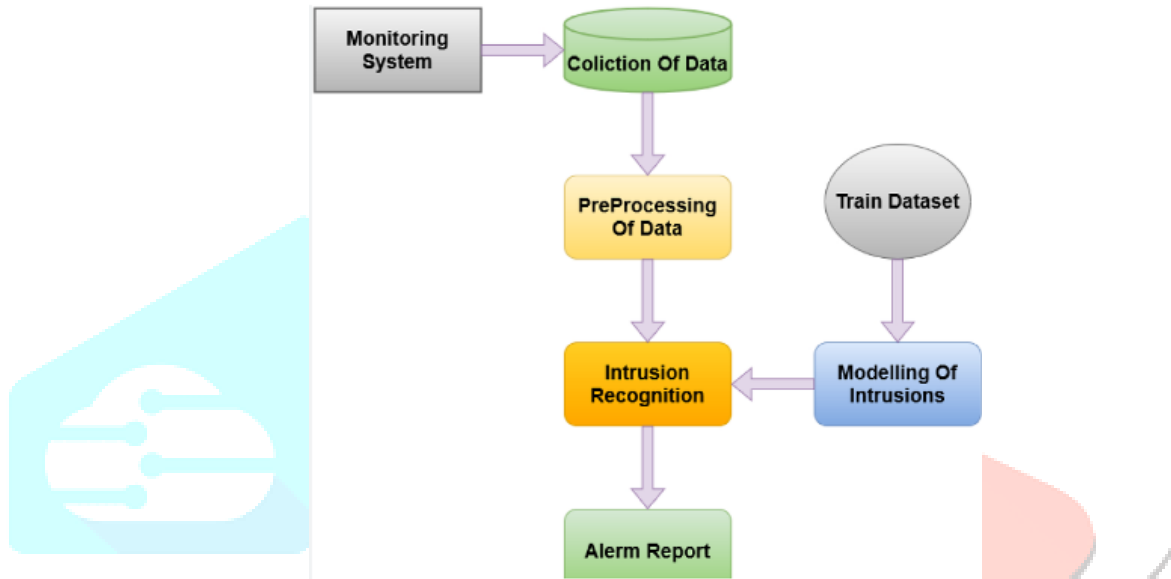 Monitoring
System
Coliction Of Data
PreProcessing
Of Data
Train Dataset
Intrusion
Recognition
Modelling Of
Intrusions
Alerm Report